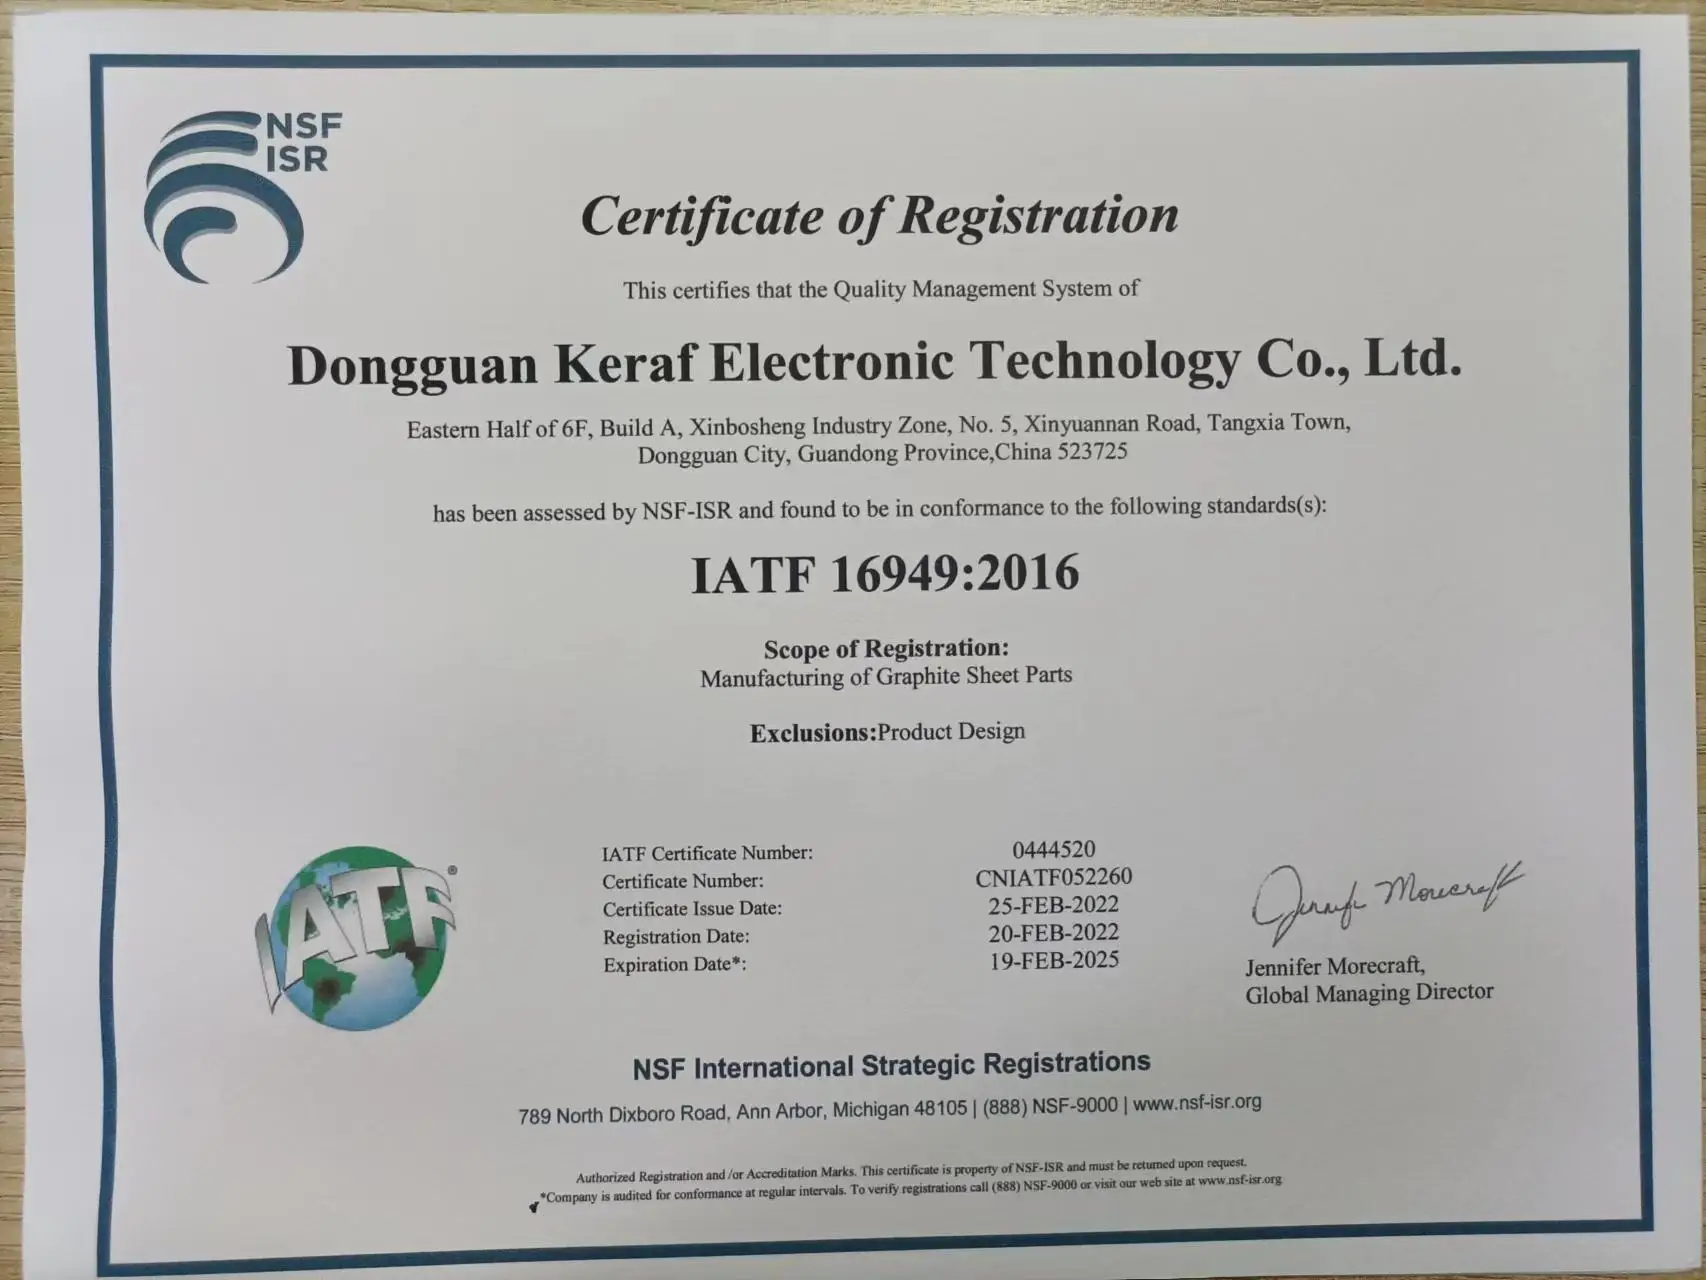 NSF
ISR
Certificate of Registration
This certifies that the Quality Management System of
Dongguan Keraf Electronic Technology Co., Ltd.
Eastern Half of 6F, Build A, Xinbosheng Industry Zone, No. 5, Xinyuannan Road, Tangxia Town,
Dongguan City, Guandong Province,China 523725
has been assessed by NSF-ISR and found to be in conformance to the following standards(s):
IATF 16949:2016
Scope of Registration:
Manufacturing of Graphite Sheet Parts
Exclusions:Product Design
IATF®
IATF Certificate Number: 0444520
Certificate Number: CNIATF052260
Certificate Issue Date: 25-FEB-2022
Registration Date: 20-FEB-2022
Expiration Date*: 19-FEB-2025
Jennifer Morecraft
Jennifer Morecraft,
Global Managing Director
NSF International Strategic Registrations
789 North Dixboro Road, Ann Arbor, Michigan 48105 | (888) NSF-9000 | www.nsf-isr.org
Authorized Registration and /or Accreditation Marks. This certificate is property of NSF-ISR and must be returned upon request.
*Company is audited for conformance at regular intervals. To verify registrations call (888) NSF-9000 or visit our web site at www.nsf-isr.org